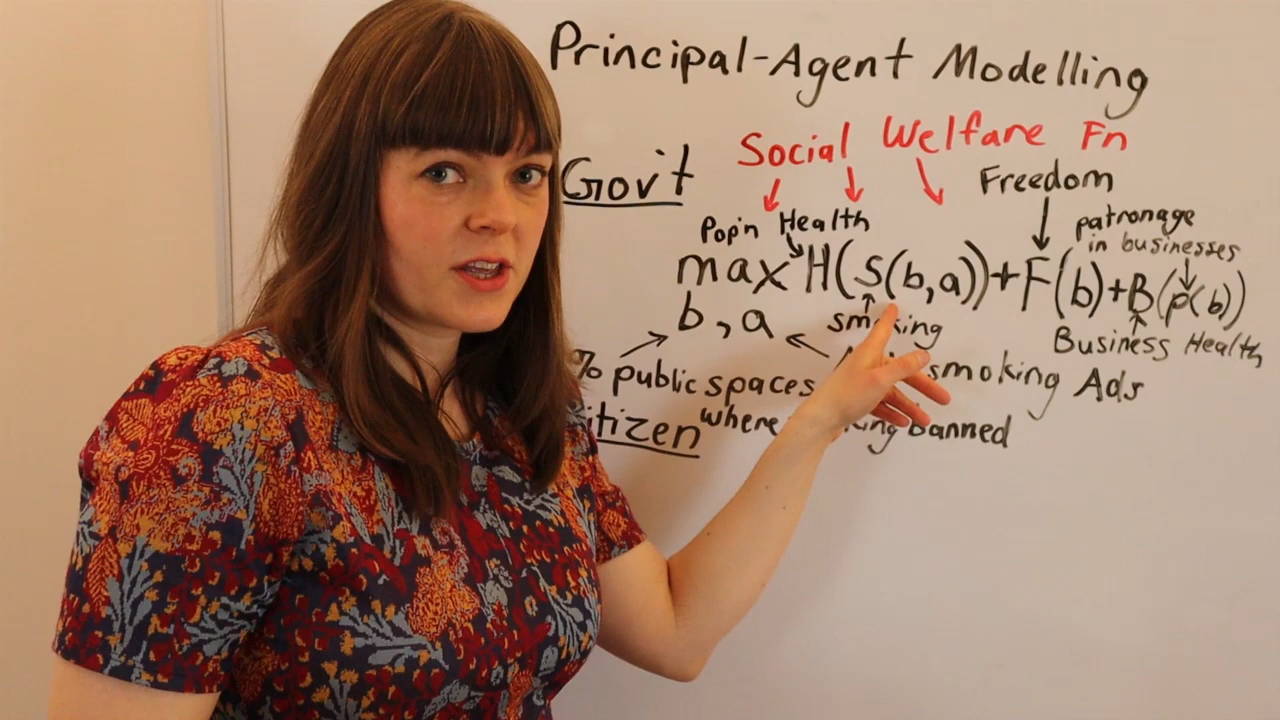 Principal-Agent Modelling
Social Welfare Fn
Gov't
Freedom
Pop'n Health
patronage
in businesses
max H(S(b,a))+F(b)+B(p(b))
b, a
smoking
Business Health
% public spaces
smoking Ads
itizen
where
banned